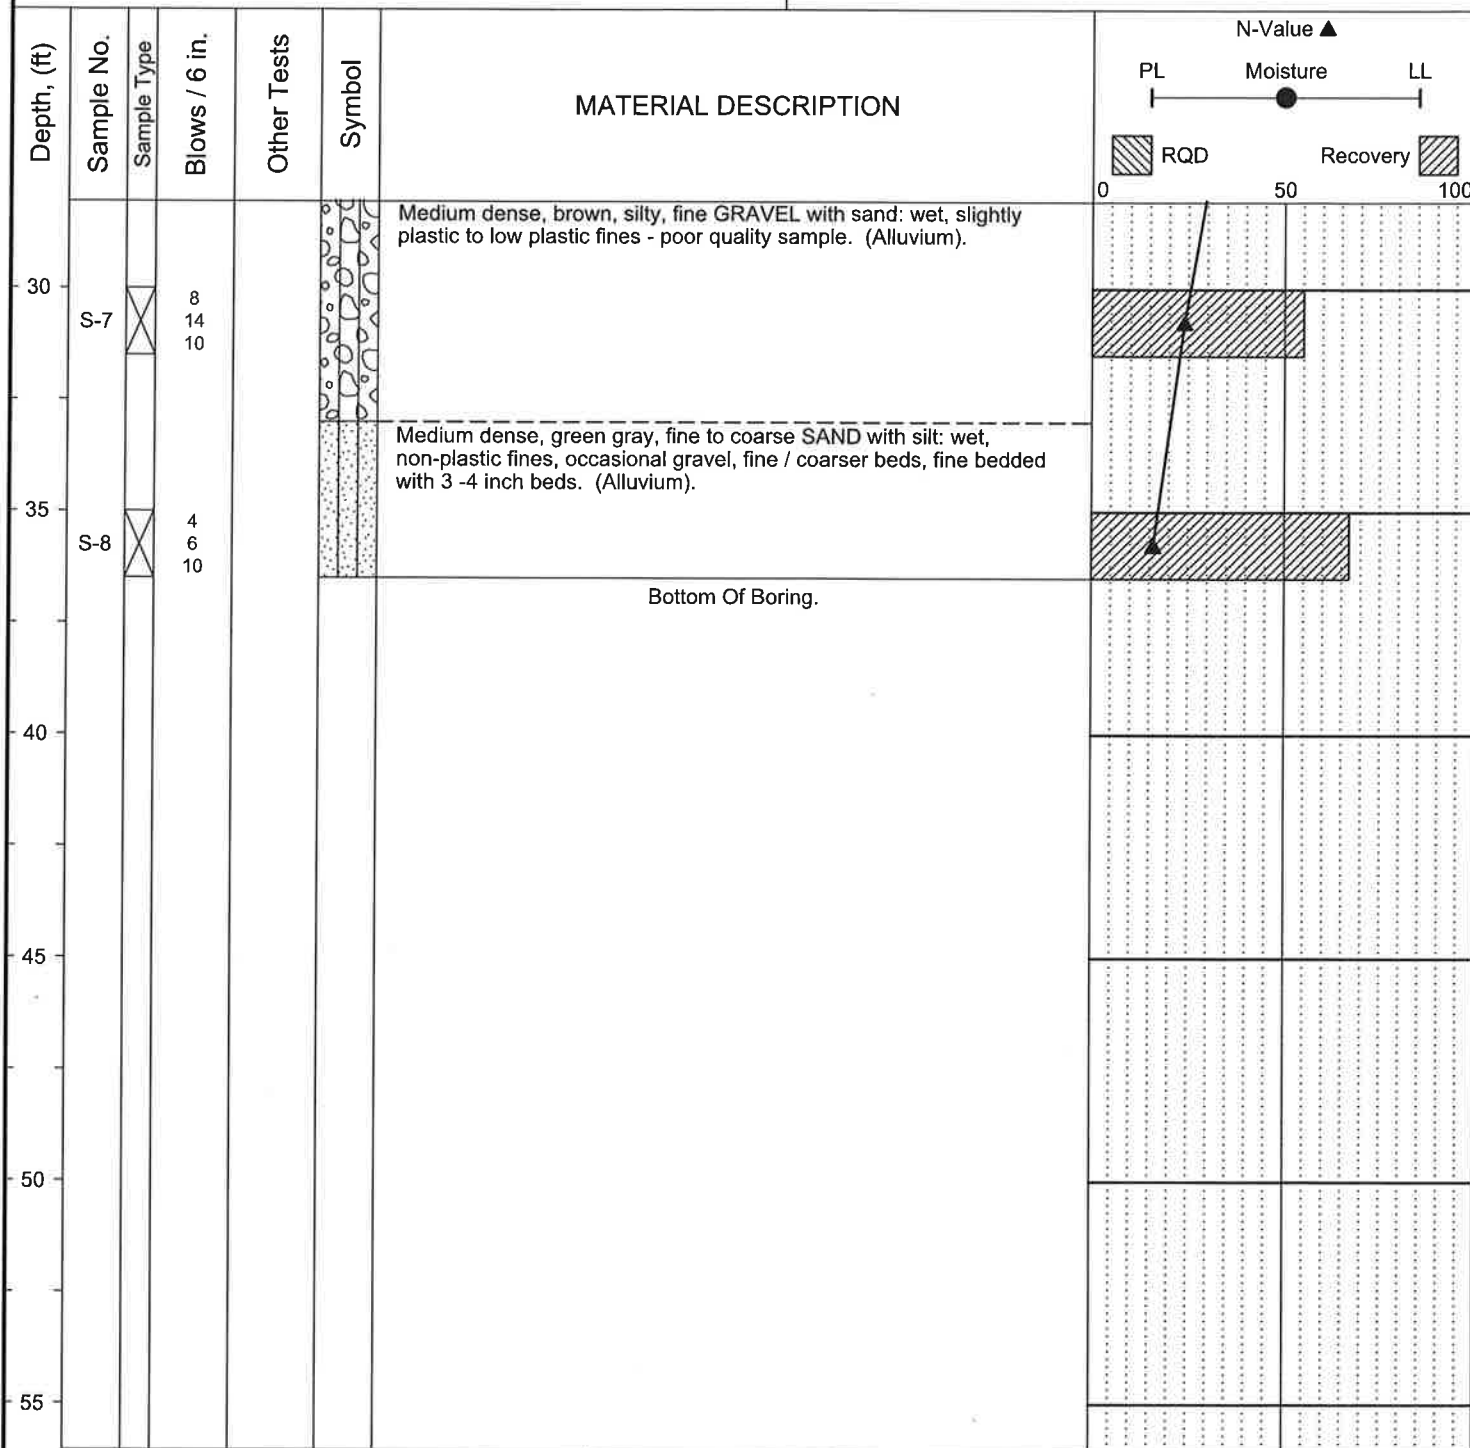 Depth, (ft)
Sample No.
Sample Type
Blows / 6 in.
Other Tests
Symbol
MATERIAL DESCRIPTION
N-Value ▲
PL Moisture LL
RQD Recovery
0 50 100
Medium dense, brown, silty, fine GRAVEL with sand: wet, slightly
plastic to low plastic fines - poor quality sample. (Alluvium).
30
S-7
8
14
10
Medium dense, green gray, fine to coarse SAND with silt: wet,
non-plastic fines, occasional gravel, fine / coarser beds, fine bedded
with 3 -4 inch beds. (Alluvium).
35
S-8
4
6
10
Bottom Of Boring.
40
45
50
55